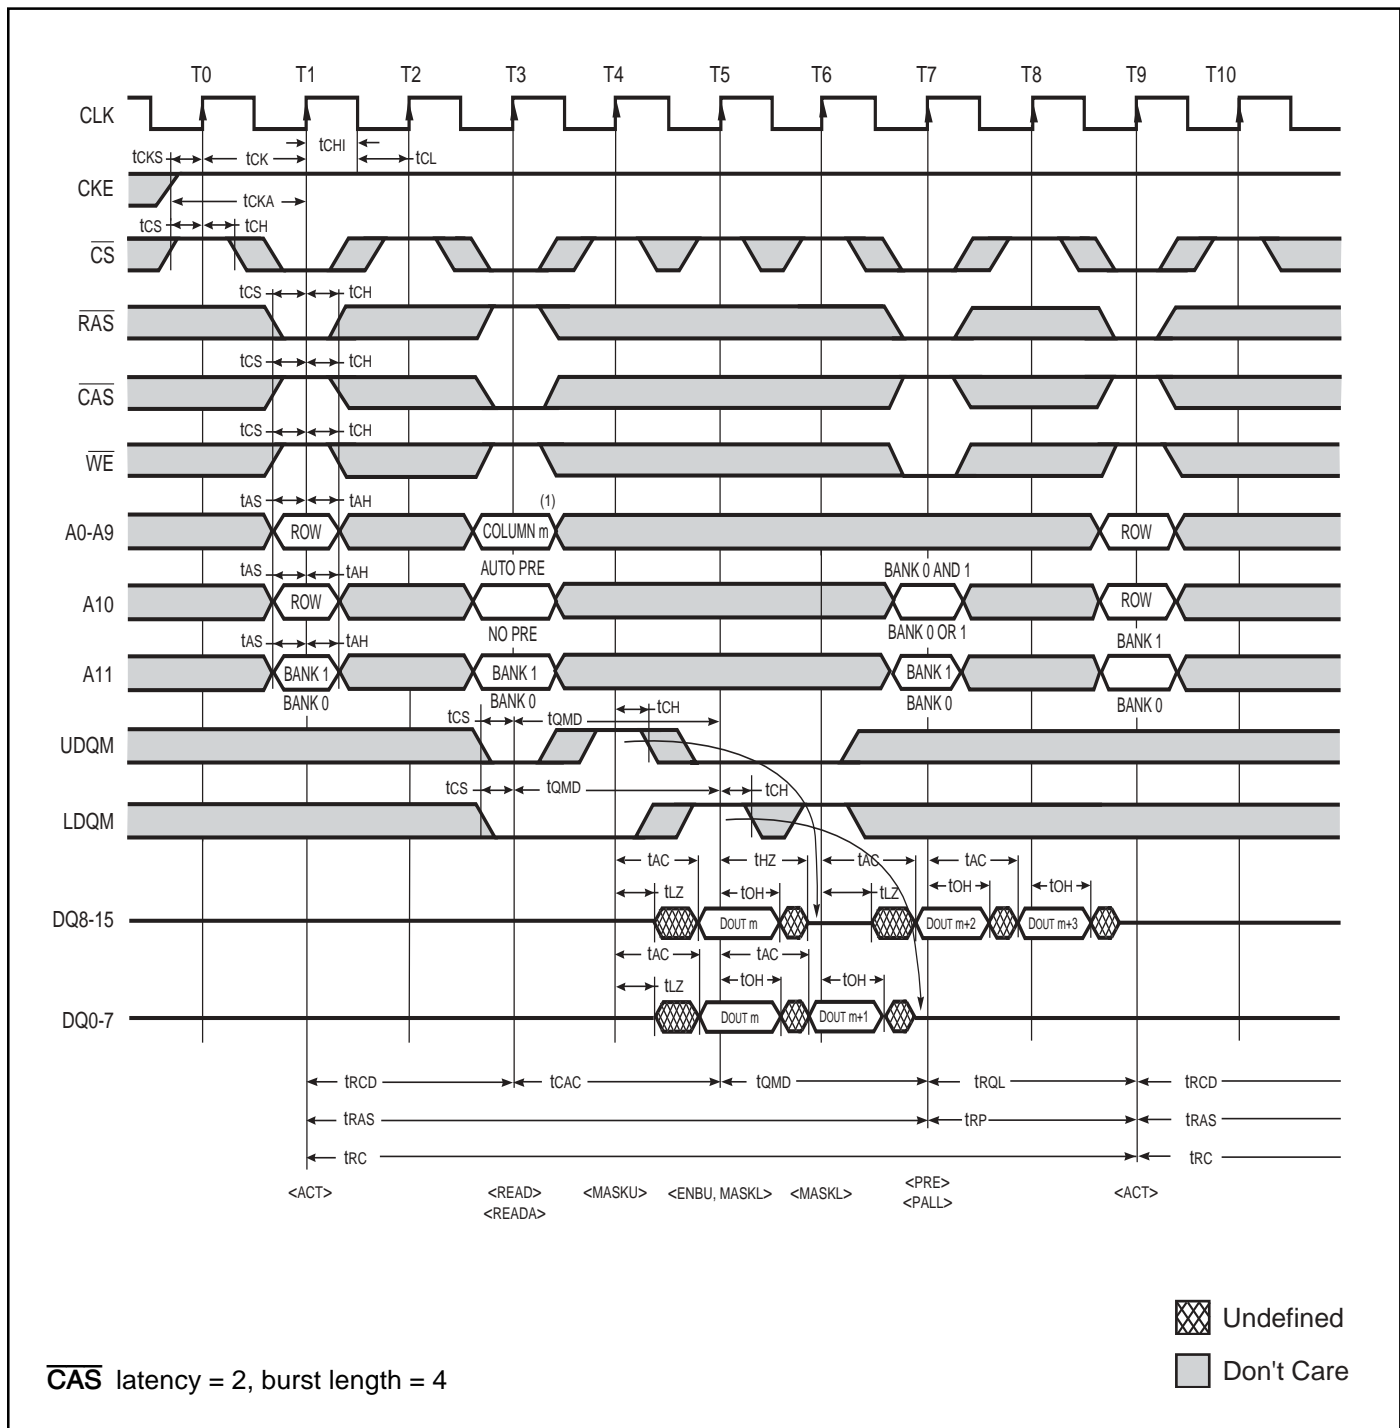 T0 T1 T2 T3 T4 T5 T6 T7 T8 T9 T10
CLK
tCHI
tCKS tCK tCL
CKE
tCKA
tCS tCH
CS
tCS tCH
RAS
tCS tCH
CAS
tCS tCH
WE
tAS tAH (1)
A0-A9 ROW COLUMN m ROW
AUTO PRE BANK 0 AND 1
tAS tAH
A10 ROW ROW
NO PRE BANK 0 OR 1 BANK 1
tAS tAH
A11 BANK 1 BANK 1 BANK 1
BANK 0 BANK 0 BANK 0 BANK 0
tCS tQMD tCH
UDQM
tCS tQMD tCH
LDQM
tAC tHZ tAC tAC
tLZ tOH tLZ tOH tOH
DQ8-15 DOUT m DOUT m+2 DOUT m+3
tAC tAC
tLZ tOH tOH
DQ0-7 DOUT m DOUT m+1
tRCD tCAC tQMD tRQL tRCD
tRAS tRP tRAS
tRC tRC
<ACT> <READ> <MASKU> <ENBU, MASKL> <MASKL> <PRE> <ACT>
<READA> <PALL>
Undefined
Don't Care
CAS latency = 2, burst length = 4